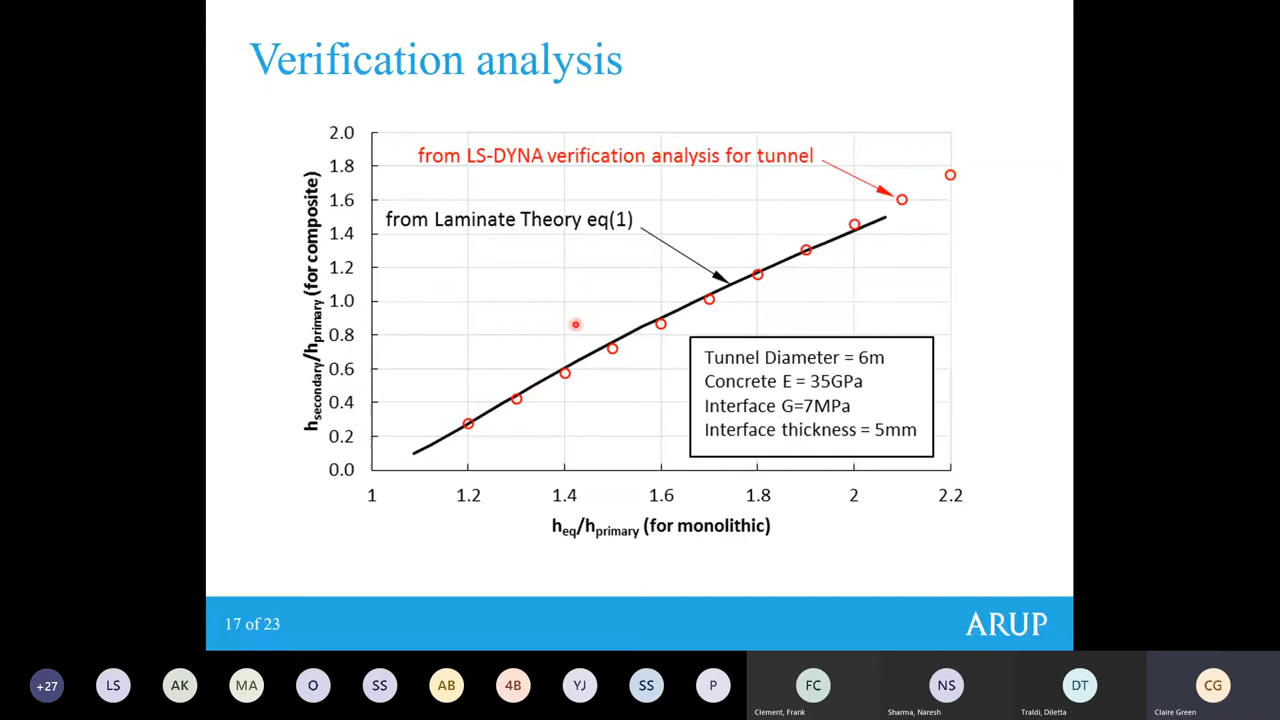 Verification analysis
2.0
1.8
1.6
1.4
1.2
1.0
0.8
0.6
0.4
0.2
0.0
hsecondary/hprimary (for composite)
from LS-DYNA verification analysis for tunnel
from Laminate Theory eq(1)
Tunnel Diameter = 6m
Concrete E = 35GPa
Interface G=7MPa
Interface thickness = 5mm
1 1.2 1.4 1.6 1.8 2 2.2
heq/hprimary (for monolithic)
17 of 23
ARUP
+27 LS AK MA O SS AB 4B YJ SS P FC NS DT CG
Clement, Frank Sharma, Naresh Traldi, Diletta Claire Green